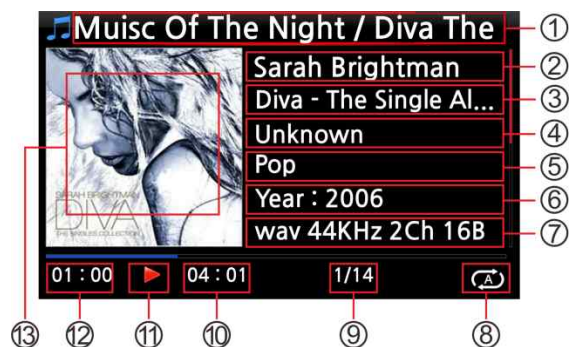 Muisc Of The Night / Diva The ①
Sarah Brightman ②
Diva - The Single Al... ③
Unknown ④
Pop ⑤
Year : 2006 ⑥
wav 44KHz 2Ch 16B ⑦
SARAH BRIGHTMAN
DIVA
THE SINGLES COLLECTION
01 : 00 04 : 01 1/14 A
⑬ ⑫ ⑪ ⑩ ⑨ ⑧